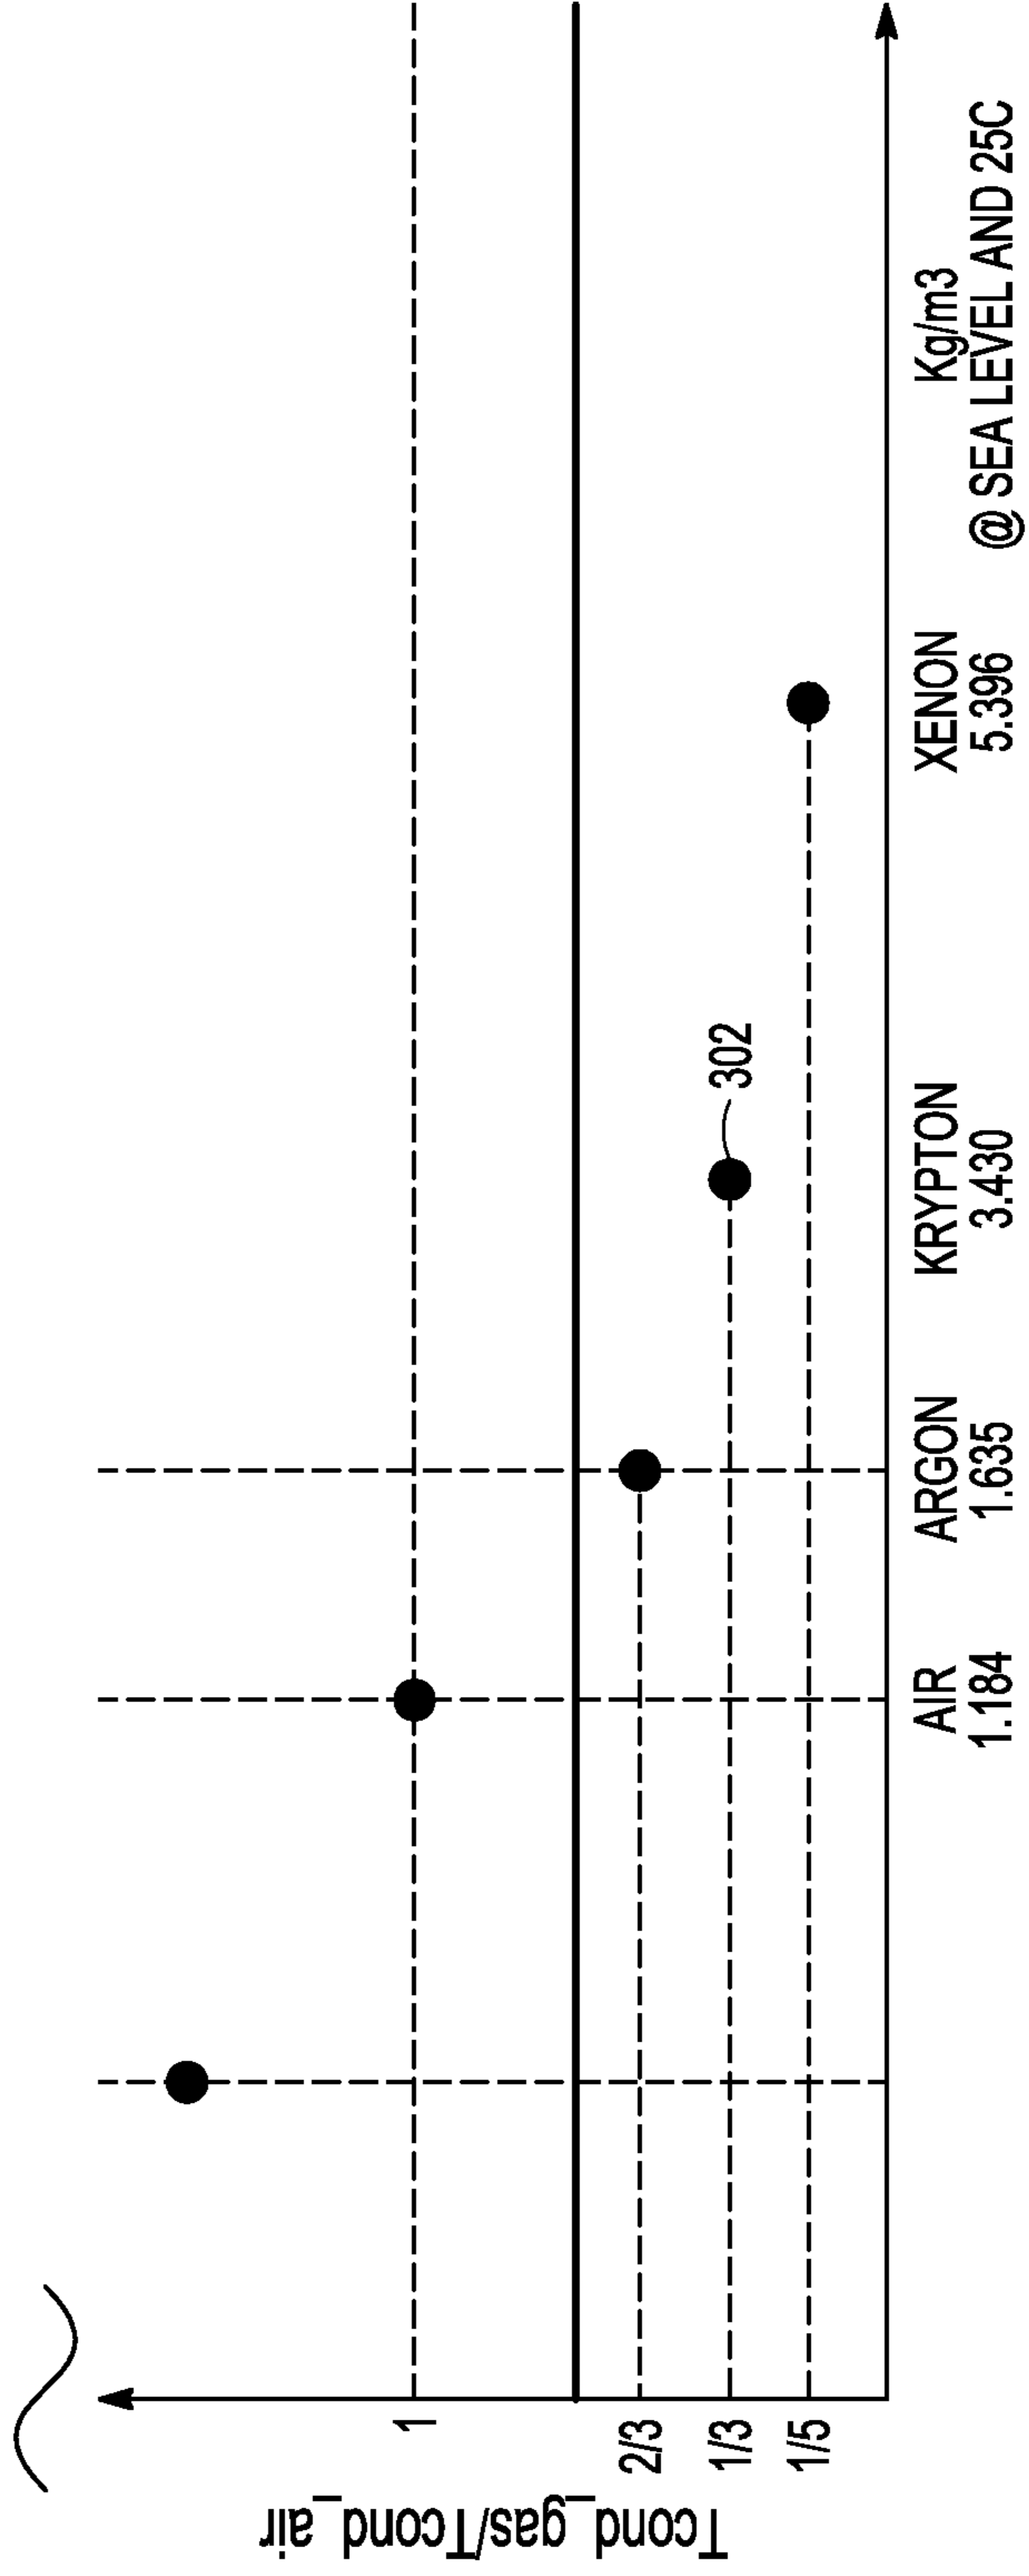 Tcond_gas/Tcond_air
1
2/3
1/3
1/5
302
AIR
1.184
ARGON
1.635
KRYPTON
3.430
XENON
5.396
Kg/m3
@ SEA LEVEL AND 25C